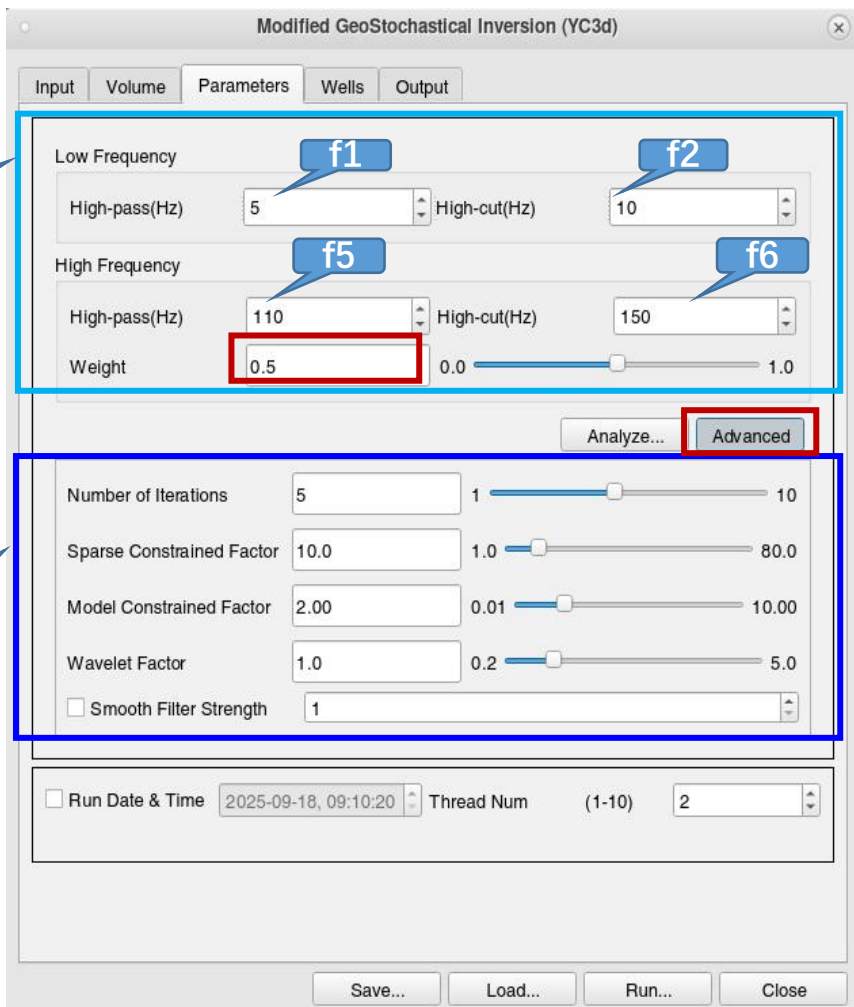 Modified GeoStochastical Inversion (YC3d)
Input Volume Parameters Wells Output
Low Frequency
f1 f2
High-pass(Hz) 5 High-cut(Hz) 10
High Frequency
f5 f6
High-pass(Hz) 110 High-cut(Hz) 150
Weight 0.5 0.0 1.0
Analyze... Advanced
Number of Iterations 5 1 10
Sparse Constrained Factor 10.0 1.0 80.0
Model Constrained Factor 2.00 0.01 10.00
Wavelet Factor 1.0 0.2 5.0
Smooth Filter Strength 1
Run Date & Time 2025-09-18, 09:10:20 Thread Num (1-10) 2
Save... Load... Run... Close